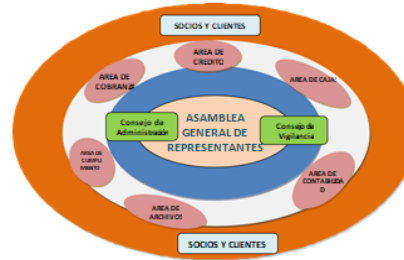 SOCIOS Y CLIENTES
AREA DE
CREDITO
AREA DE
COBRANZA
AREA DE CAJA
Consejo de
Administración
ASAMBLEA
GENERAL DE
REPRESENTANTES
Consejo de
Vigilancia
AREA DE
CUMPLI
MIENTO
AREA DE
CONTABILIDA
D
AREA DE
ARCHIVOS
SOCIOS Y CLIENTES